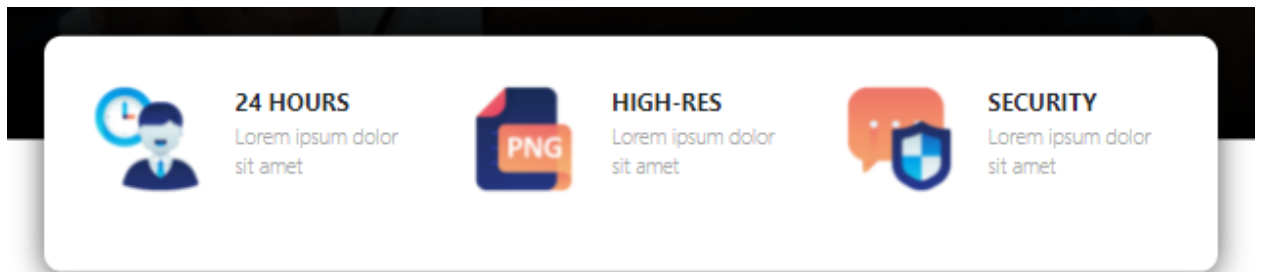 24 HOURS
Lorem ipsum dolor
sit amet
PNG
HIGH-RES
Lorem ipsum dolor
sit amet
SECURITY
Lorem ipsum dolor
sit amet